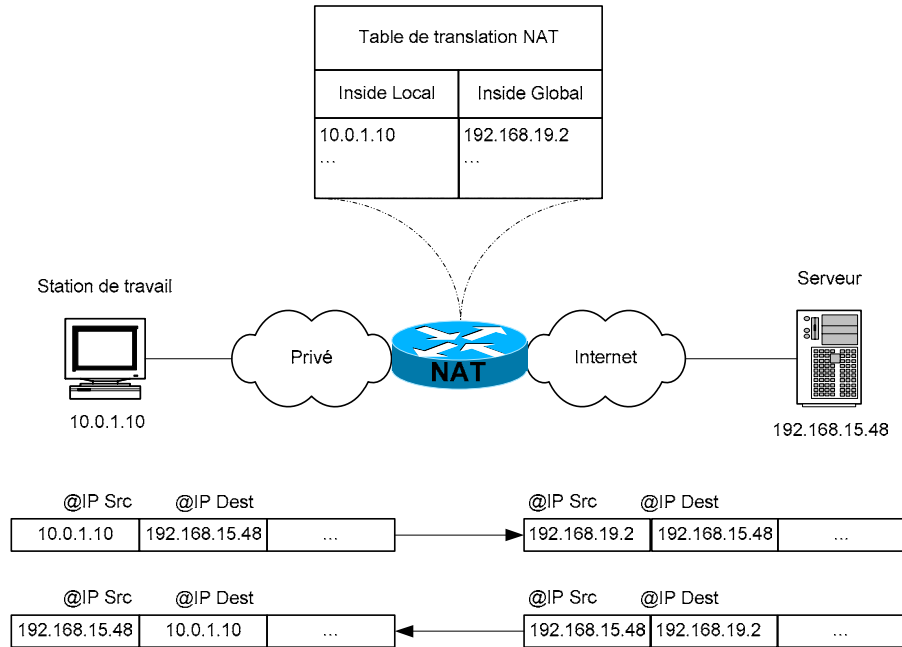 Table de translation NAT
Inside Local
Inside Global
10.0.1.10
192.168.19.2
...
...
Station de travail
Serveur
Privé
NAT
Internet
10.0.1.10
192.168.15.48
@IP Src @IP Dest
@IP Src @IP Dest
10.0.1.10 192.168.15.48 ...
192.168.19.2 192.168.15.48 ...
@IP Src @IP Dest
@IP Src @IP Dest
192.168.15.48 10.0.1.10 ...
192.168.15.48 192.168.19.2 ...